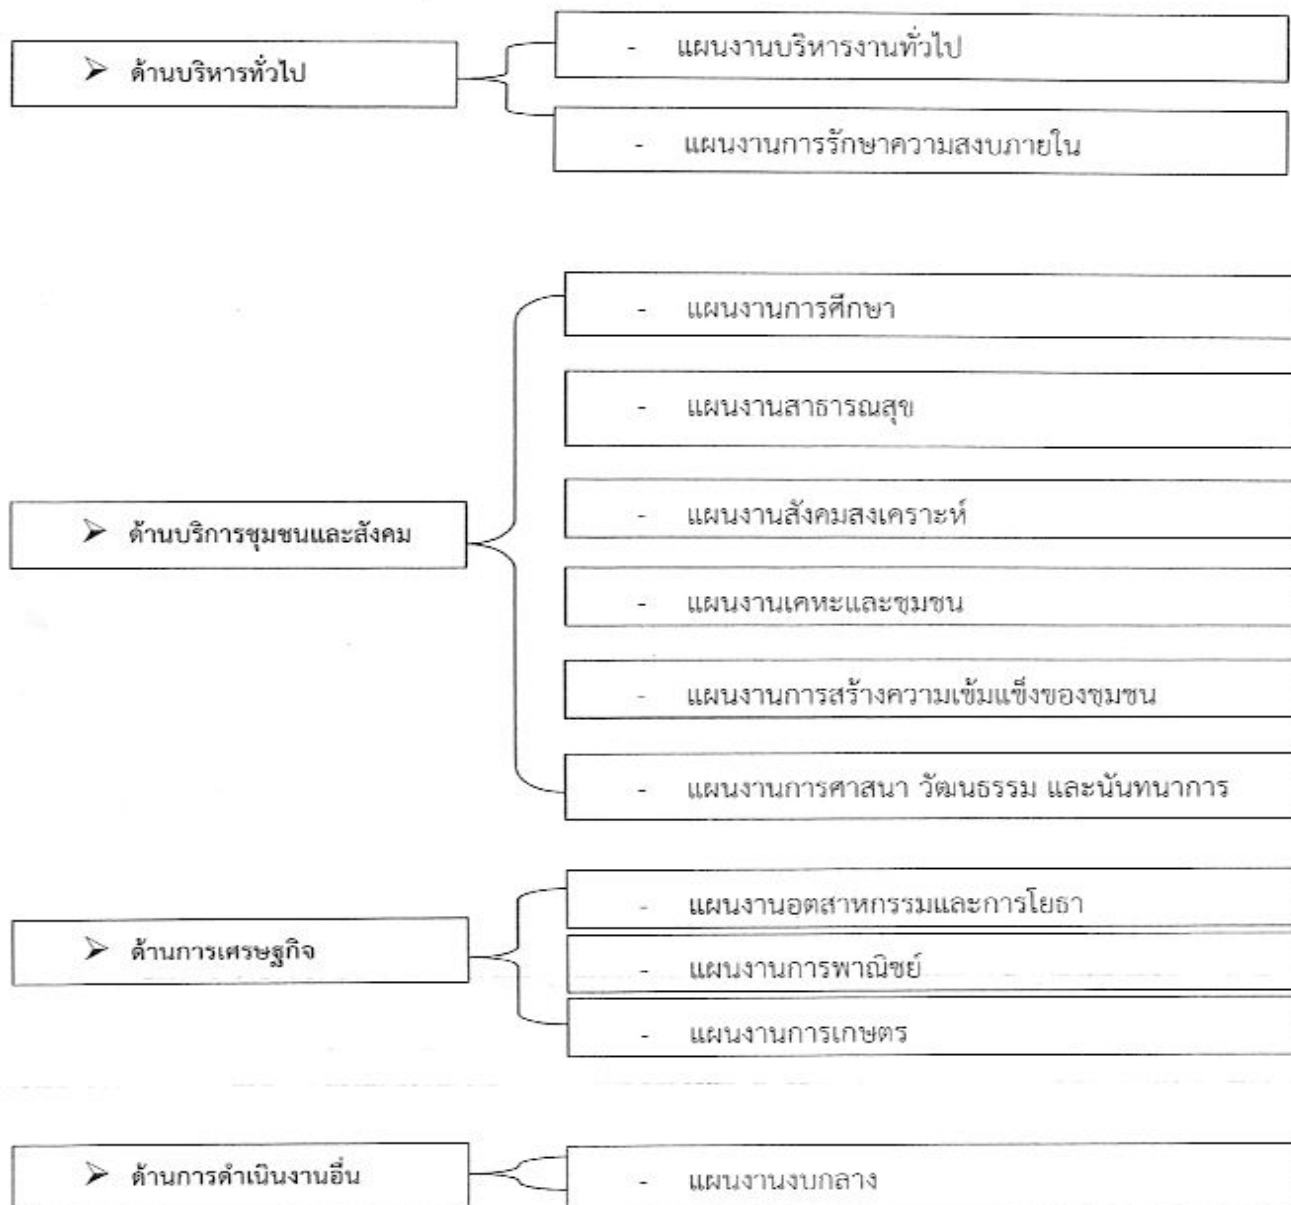 ➢ ด้านบริหารทั่วไป
- แผนงานบริหารงานทั่วไป
- แผนงานการรักษาความสงบภายใน
➢ ด้านบริการชุมชนและสังคม
- แผนงานการศึกษา
- แผนงานสาธารณสุข
- แผนงานสังคมสงเคราะห์
- แผนงานเคหะและชุมชน
- แผนงานการสร้างความเข้มแข็งของชุมชน
- แผนงานการศาสนา วัฒนธรรม และนันทนาการ
➢ ด้านการเศรษฐกิจ
- แผนงานอุตสาหกรรมและการโยธา
- แผนงานการพาณิชย์
- แผนงานการเกษตร
➢ ด้านการดำเนินงานอื่น
- แผนงานงบกลาง